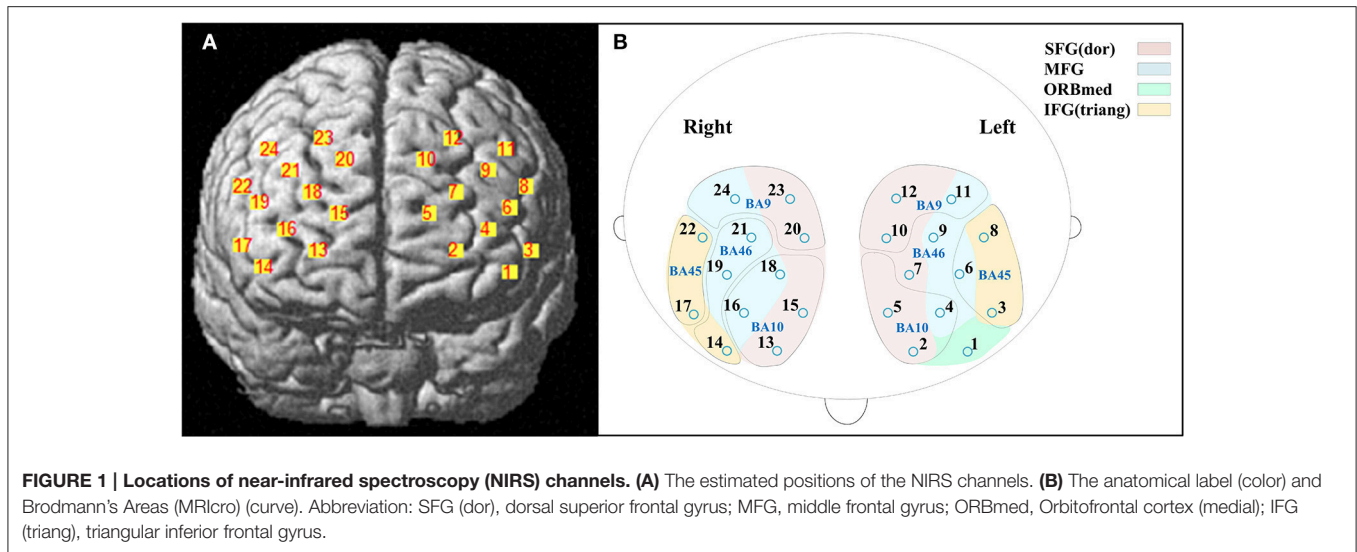 A
23
12
24
20
10
11
21
9
22
18
7
8
19
15
5
6
16
4
17
13
2
3
14
1
B
SFG(dor)
MFG
ORBmed
IFG(triang)
Right
Left
24 23
12 11
BA9
BA9
22 21 20
10 9 8
BA46
BA46
BA45 19 18
7 6 BA45
17 16 15
5 4 3
BA10
BA10
14 13
2 1
FIGURE 1 | Locations of near-infrared spectroscopy (NIRS) channels. (A) The estimated positions of the NIRS channels. (B) The anatomical label (color) and
Brodmann's Areas (MRIcro) (curve). Abbreviation: SFG (dor), dorsal superior frontal gyrus; MFG, middle frontal gyrus; ORBmed, Orbitofrontal cortex (medial); IFG
(triang), triangular inferior frontal gyrus.